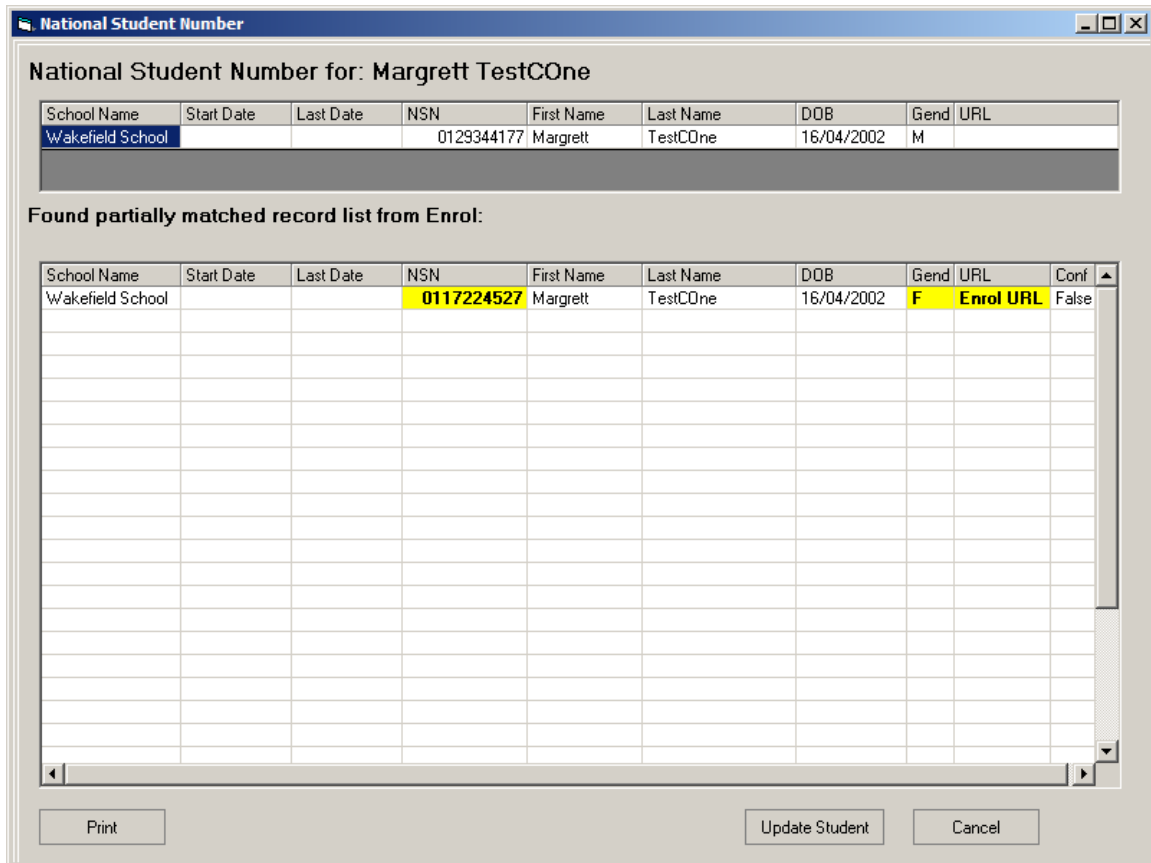 National Student Number
National Student Number for: Margrett TestCOne
School Name Start Date Last Date NSN First Name Last Name DOB Gend URL
Wakefield School 0129344177 Margrett TestCOne 16/04/2002 M
Found partially matched record list from Enrol:
School Name Start Date Last Date NSN First Name Last Name DOB Gend URL Conf
Wakefield School 0117224527 Margrett TestCOne 16/04/2002 F Enrol URL False
Print Update Student Cancel